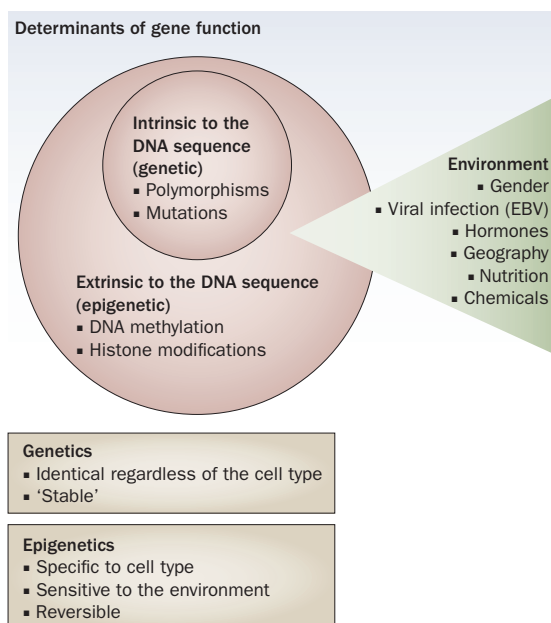 Determinants of gene function
Intrinsic to the
DNA sequence
(genetic)
▪ Polymorphisms
▪ Mutations
Extrinsic to the DNA sequence
(epigenetic)
▪ DNA methylation
▪ Histone modifications
Environment
▪ Gender
▪ Viral infection (EBV)
▪ Hormones
▪ Geography
▪ Nutrition
▪ Chemicals
Genetics
▪ Identical regardless of the cell type
▪ ‘Stable’
Epigenetics
▪ Specific to cell type
▪ Sensitive to the environment
▪ Reversible